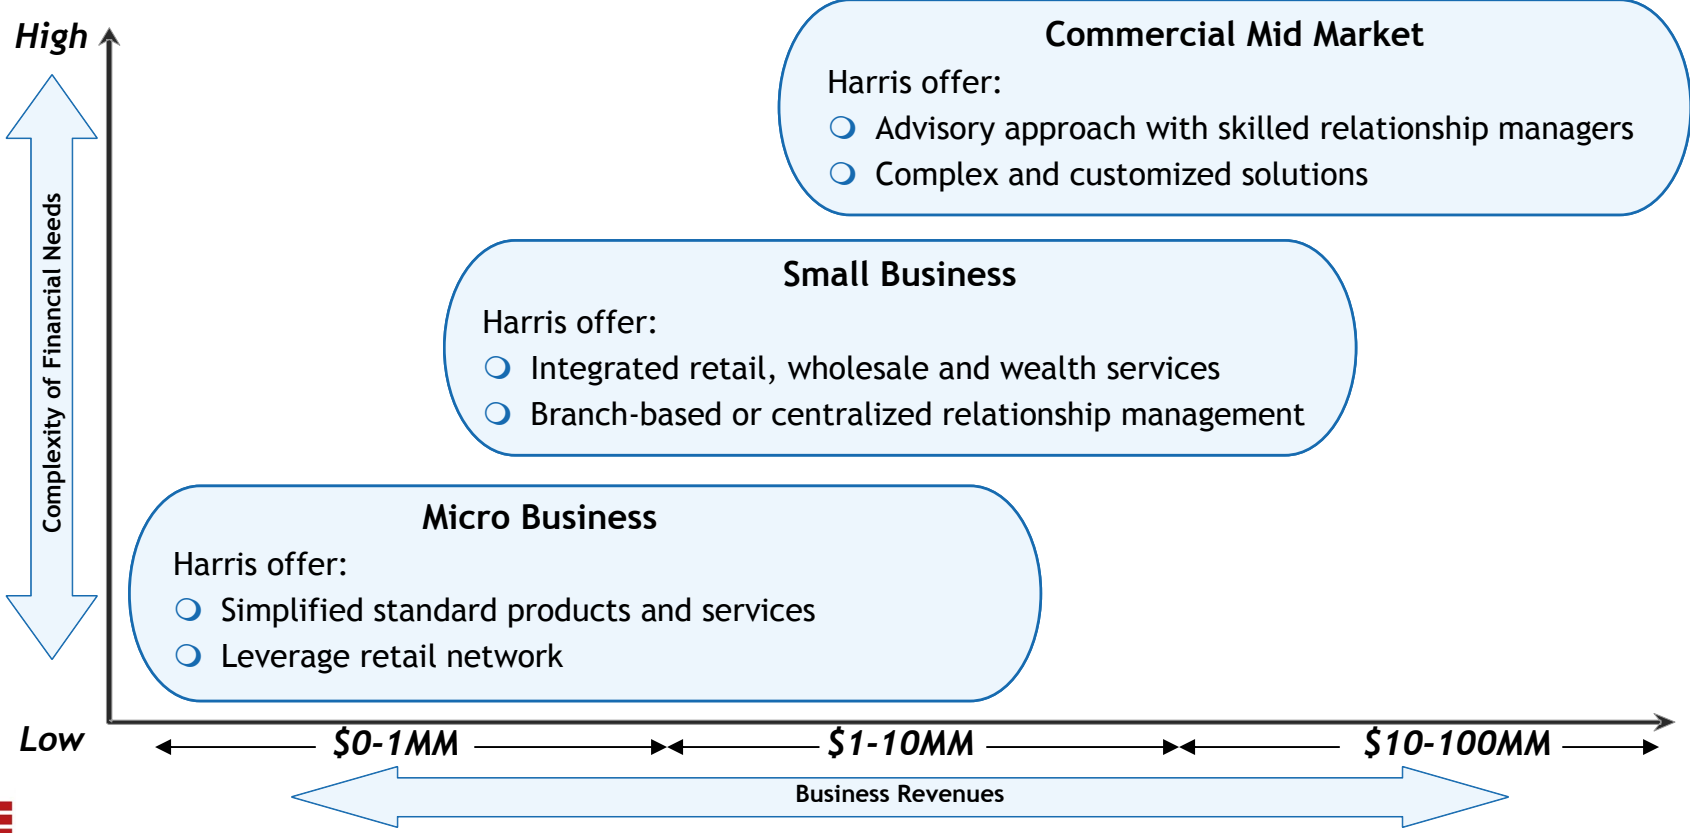 High
Commercial Mid Market
Harris offer:
Advisory approach with skilled relationship managers
Complex and customized solutions
Complexity of Financial Needs
Small Business
Harris offer:
Integrated retail, wholesale and wealth services
Branch-based or centralized relationship management
Micro Business
Harris offer:
Simplified standard products and services
Leverage retail network
Low
$0-1MM
$1-10MM
$10-100MM
Business Revenues